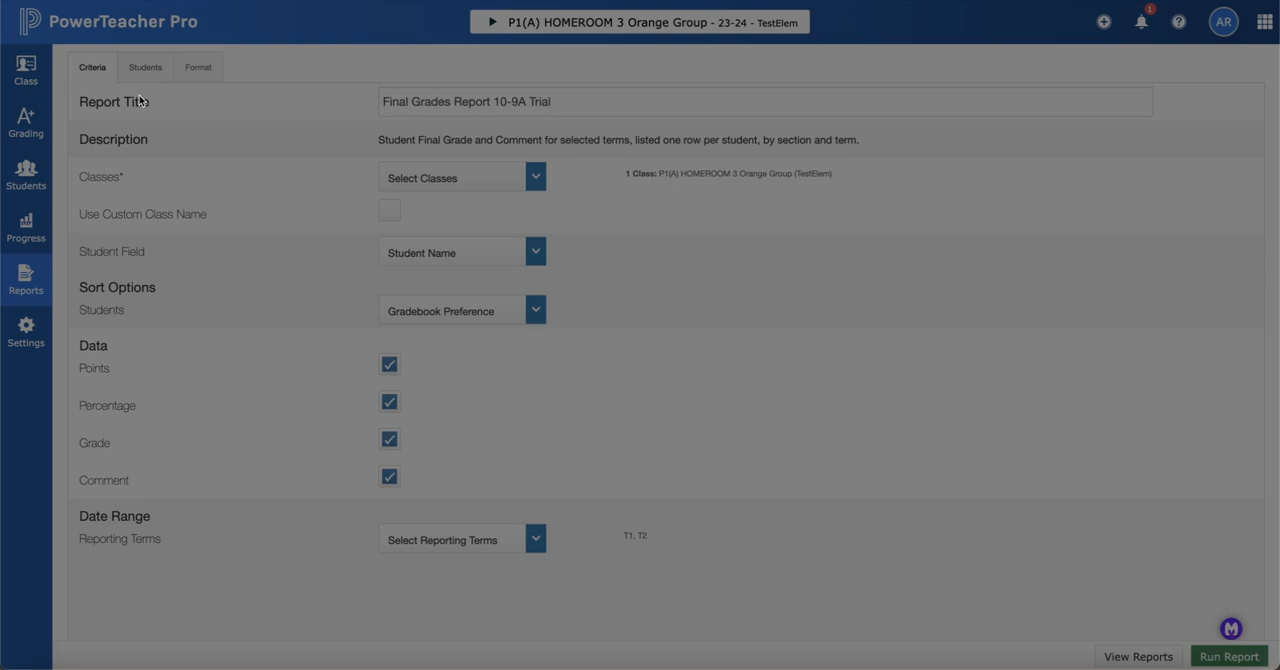 PowerTeacher Pro
P1(A) HOMEROOM 3 Orange Group - 23-24 - TestElem
1
AR
Class
Grading
Students
Progress
Reports
Settings
Criteria
Students
Format
Report Title
Final Grades Report 10-9A Trial
Description
Student Final Grade and Comment for selected terms, listed one row per student, by section and term.
Classes*
Select Classes
1 Class: P1(A) HOMEROOM 3 Orange Group (TestElem)
Use Custom Class Name
Student Field
Student Name
Sort Options
Students
Gradebook Preference
Data
Points
Percentage
Grade
Comment
Date Range
Reporting Terms
Select Reporting Terms
T1, T2
View Reports
Run Report